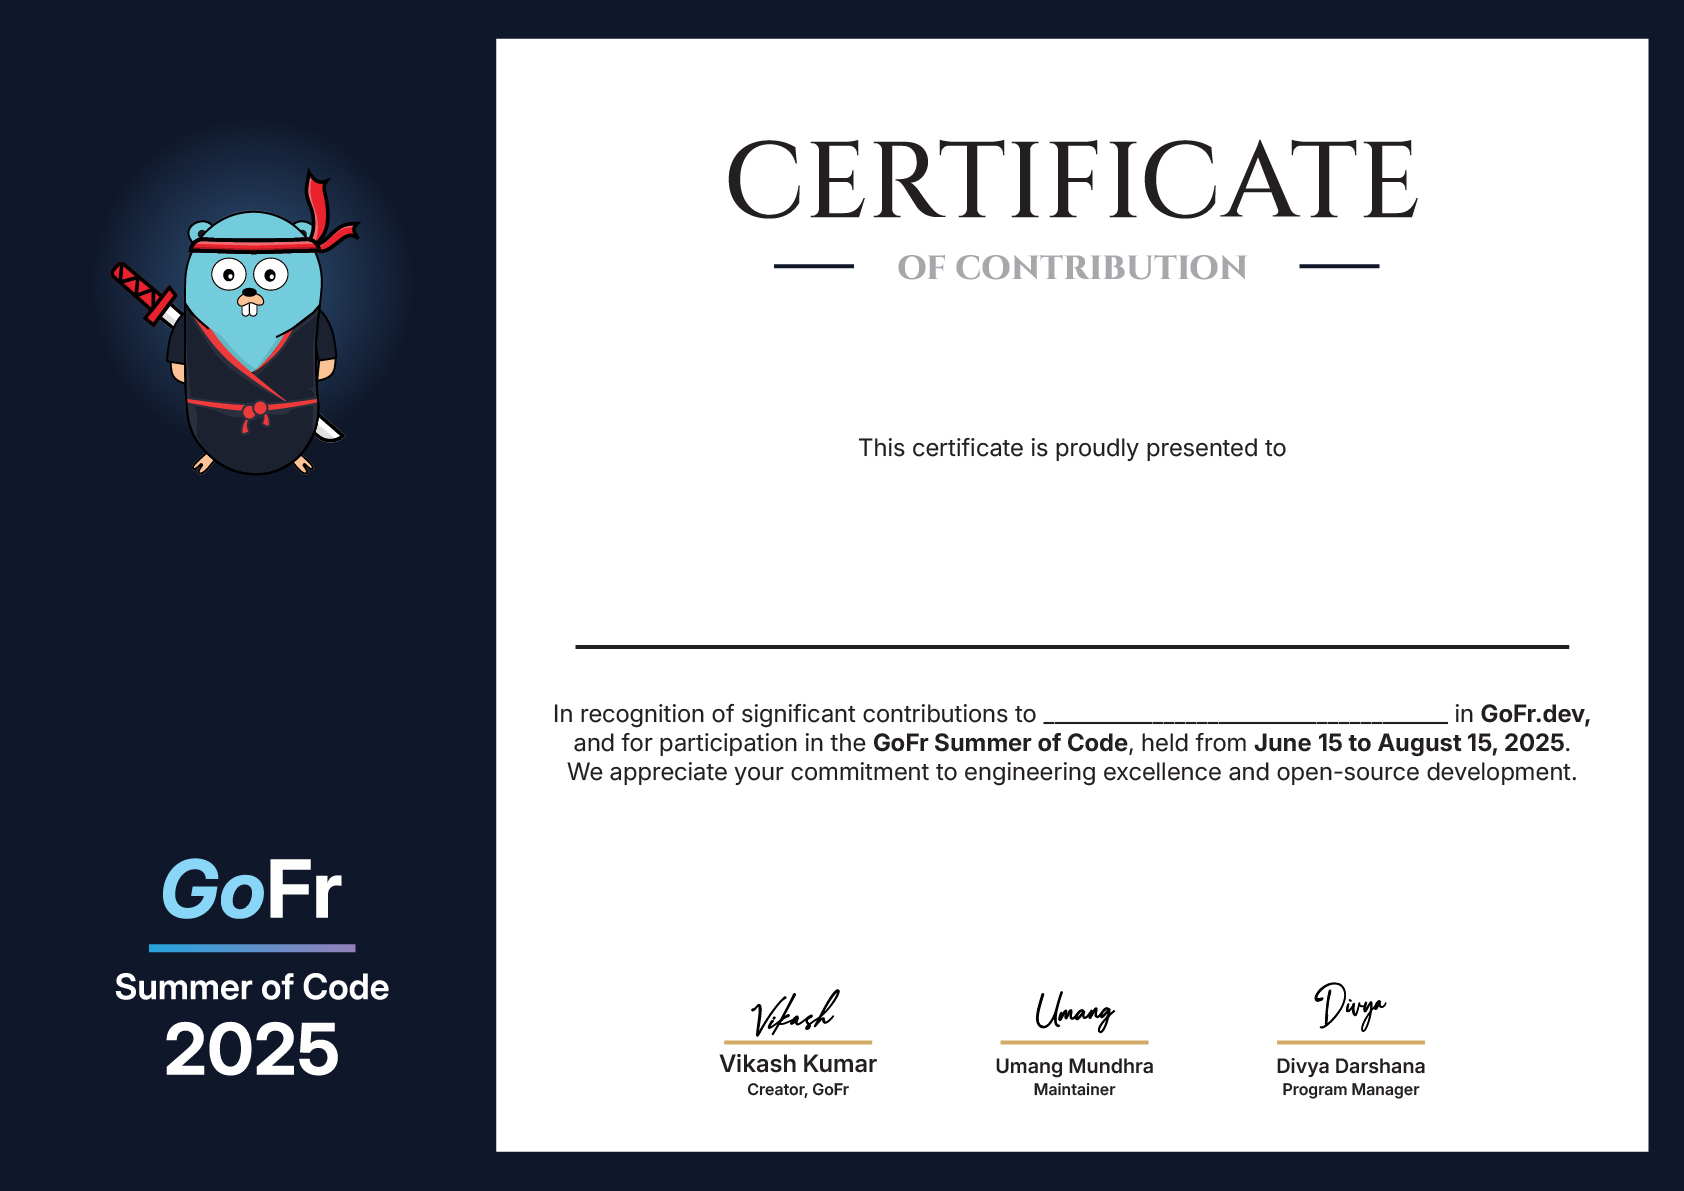 CERTIFICATE
OF CONTRIBUTION
This certificate is proudly presented to
In recognition of significant contributions to _________________________________ in GoFr.dev,
and for participation in the GoFr Summer of Code, held from June 15 to August 15, 2025.
We appreciate your commitment to engineering excellence and open-source development.
GoFr
Summer of Code
2025
Vikash
Vikash Kumar
Creator, GoFr
Umang
Umang Mundhra
Maintainer
Divya
Divya Darshana
Program Manager